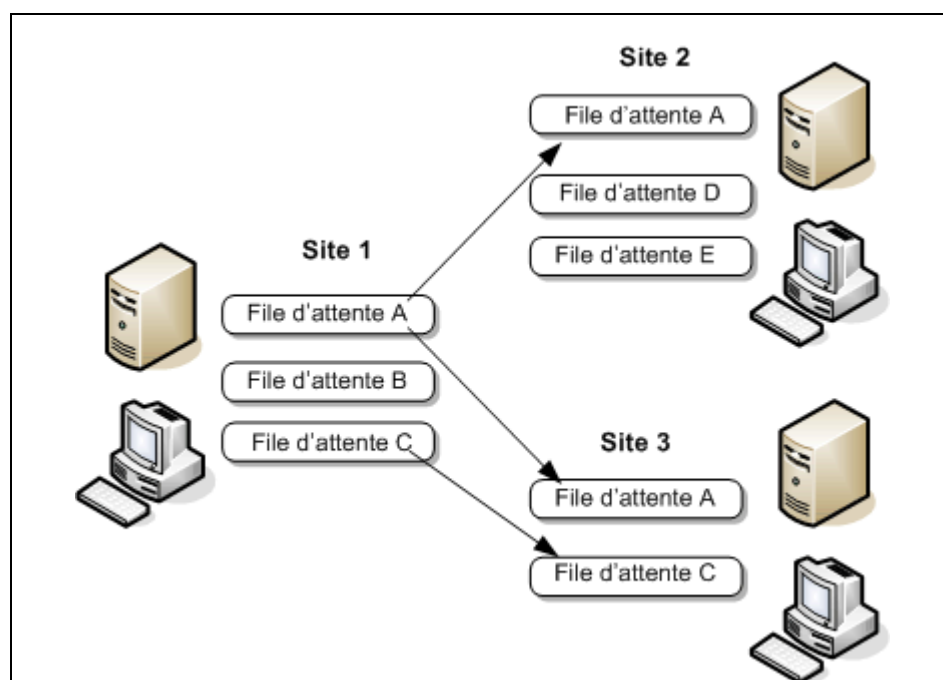 Site 1
File d'attente A
File d'attente B
File d'attente C
Site 2
File d'attente A
File d'attente D
File d'attente E
Site 3
File d'attente A
File d'attente C